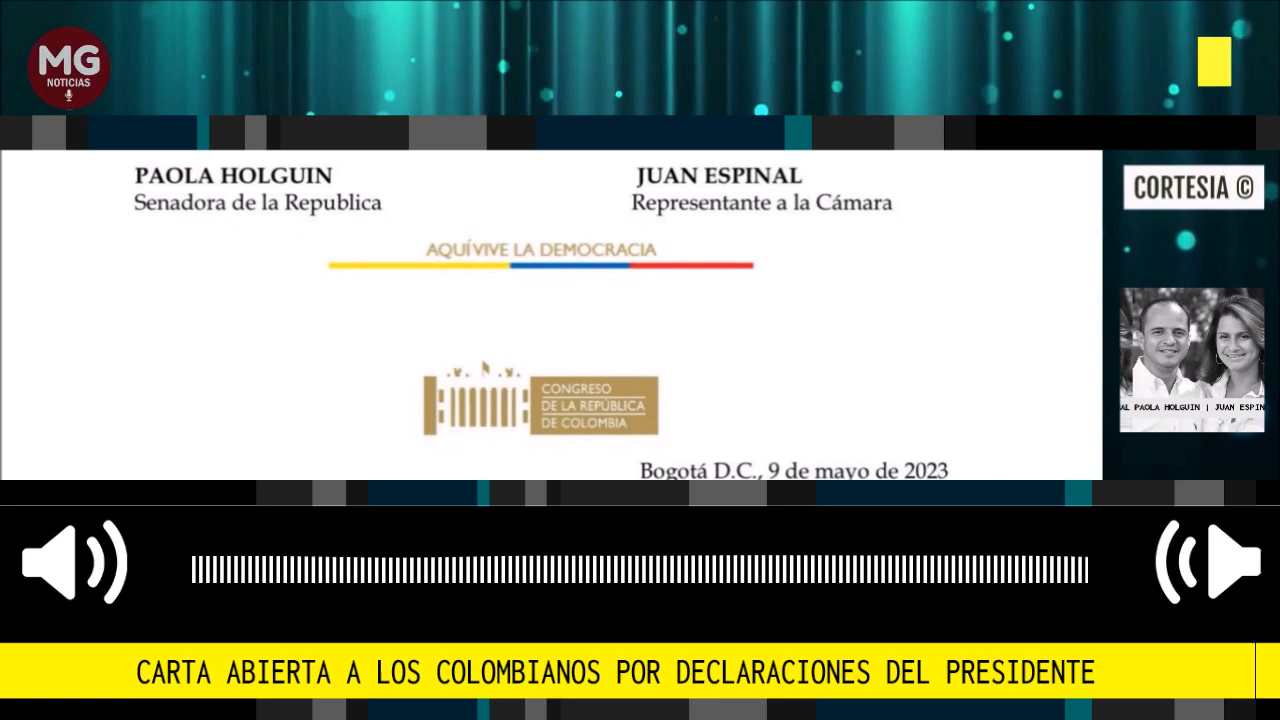 MG
NOTICIAS
PAOLA HOLGUIN
Senadora de la Republica
JUAN ESPINAL
Representante a la Cámara
AQUÍ VIVE LA DEMOCRACIA
CONGRESO
DE LA REPÚBLICA
DE COLOMBIA
Bogotá D.C., 9 de mayo de 2023
CORTESIA ©
AL PAOLA HOLGUIN | JUAN ESPIN
CARTA ABIERTA A LOS COLOMBIANOS POR DECLARACIONES DEL PRESIDENTE